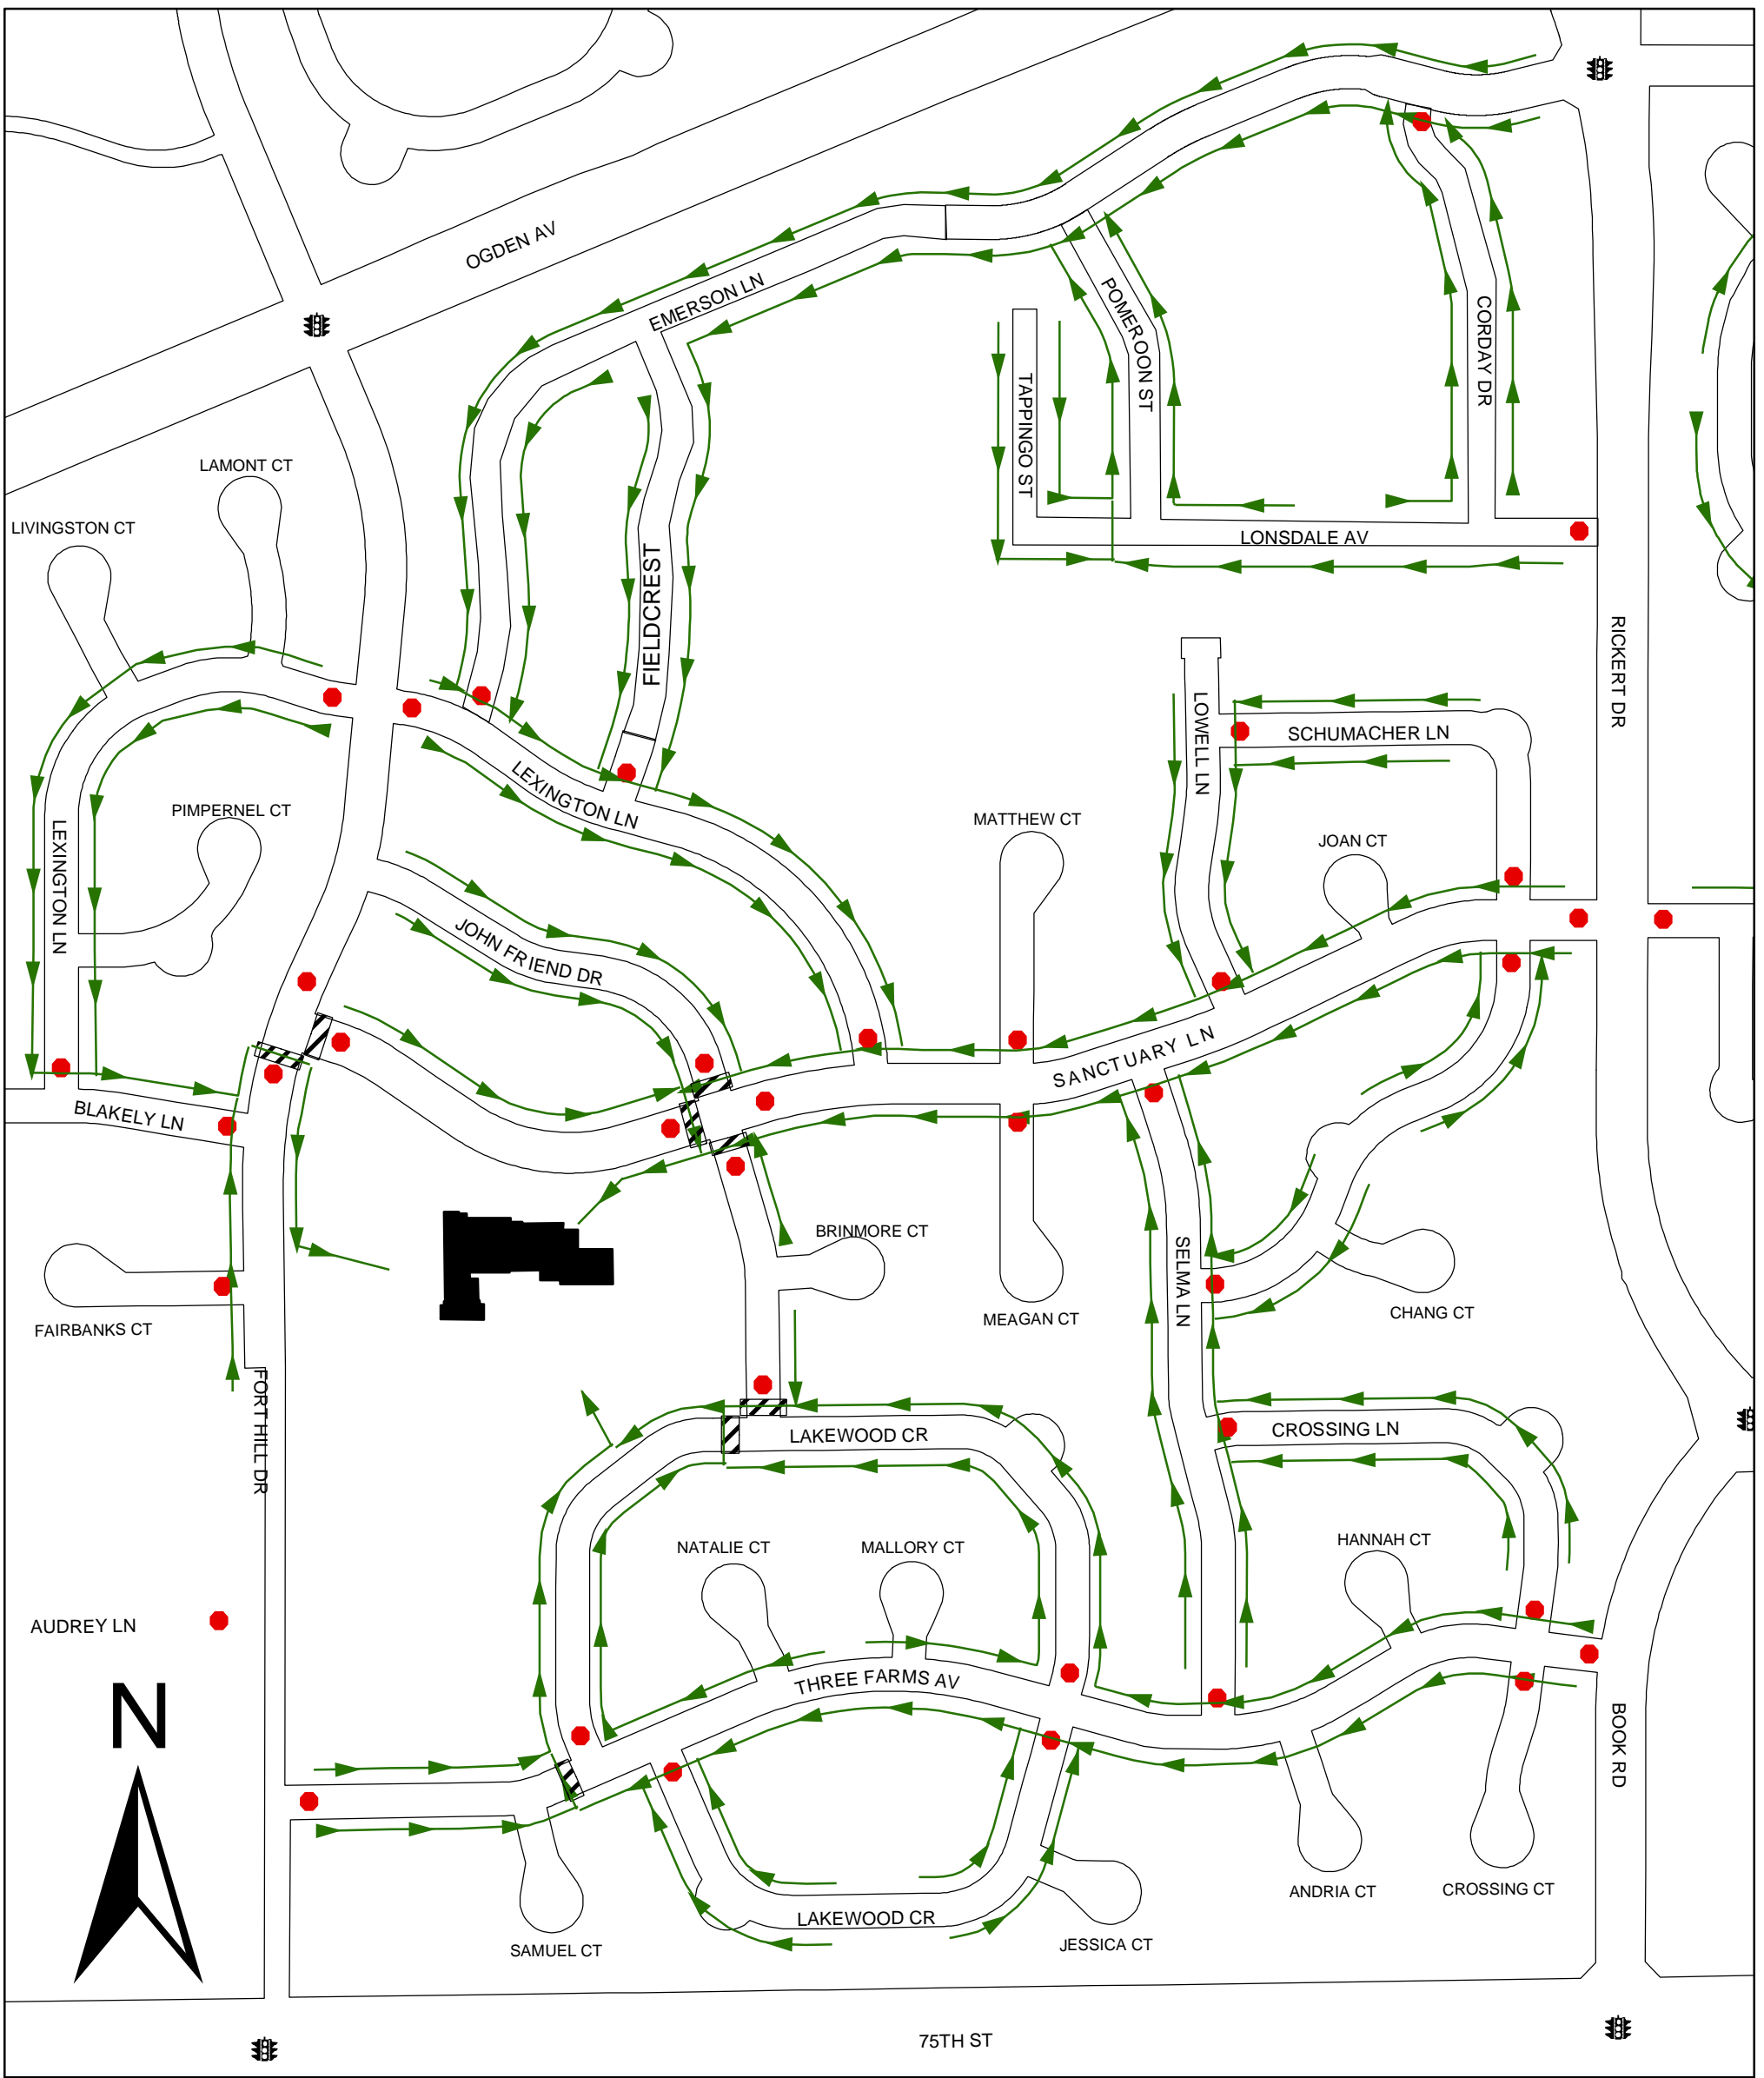 OGDEN AV
EMERSON LN
POMEROON ST
CORDAY DR
TAPPINGO ST
LAMONT CT
LIVINGSTON CT
LONSDALE AV
FIELDCREST
RICKERT DR
LOWELL LN
SCHUMACHER LN
LEXINGTON LN
PIMPERNEL CT
MATTHEW CT
JOAN CT
LEXINGTON LN
JOHN FRIEND DR
SANCTUARY LN
BLAKELY LN
BRINMORE CT
SELMA LN
MEAGAN CT
CHANG CT
FAIRBANKS CT
FORT HILL DR
LAKEWOOD CR
CROSSING LN
NATALIE CT
MALLORY CT
HANNAH CT
AUDREY LN
THREE FARMS AV
N
BOOK RD
ANDRIA CT
CROSSING CT
LAKEWOOD CR
SAMUEL CT
JESSICA CT
75TH ST